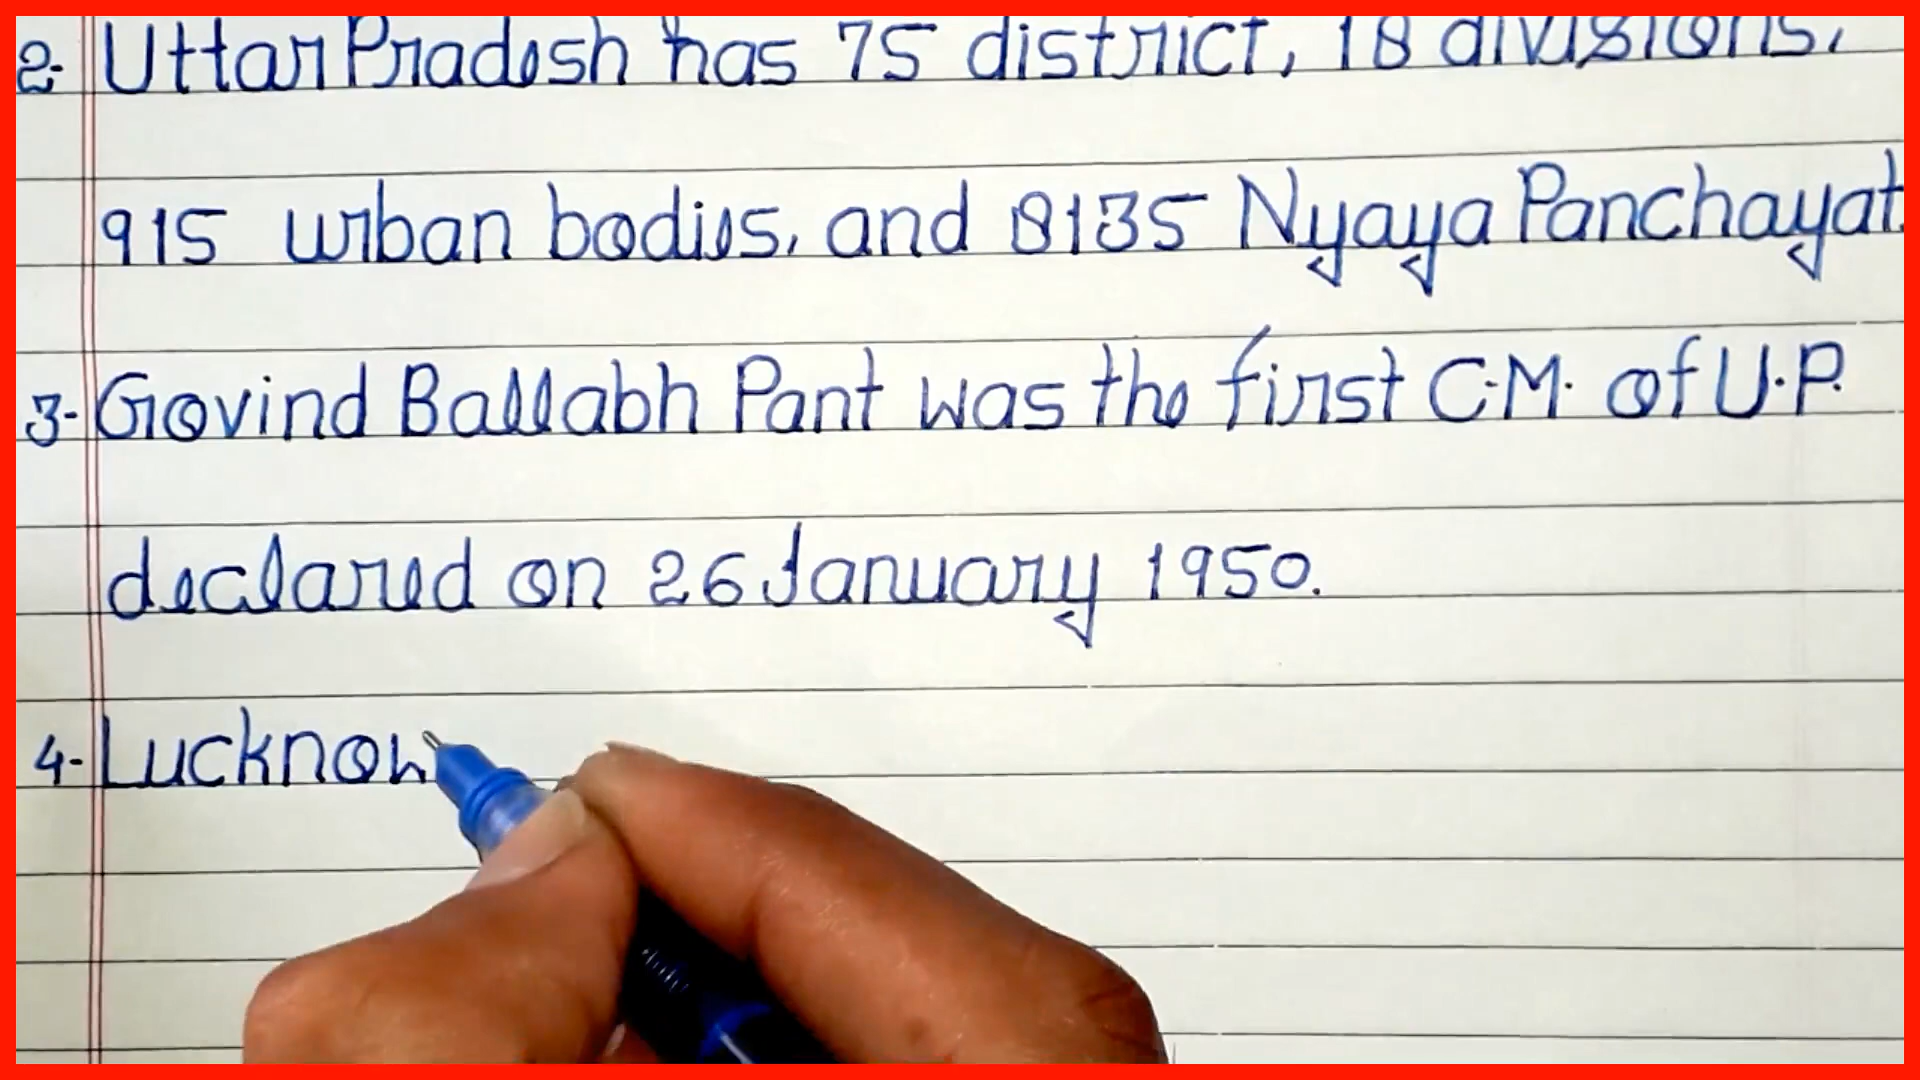 2- Uttar Pradesh has 75 district, 18 divisions,
915 urban bodies, and 8135 Nyaya Panchayat.
3- Govind Ballabh Pant was the first C.M. of U.P.
declared on 26 January 1950.
4- Lucknow